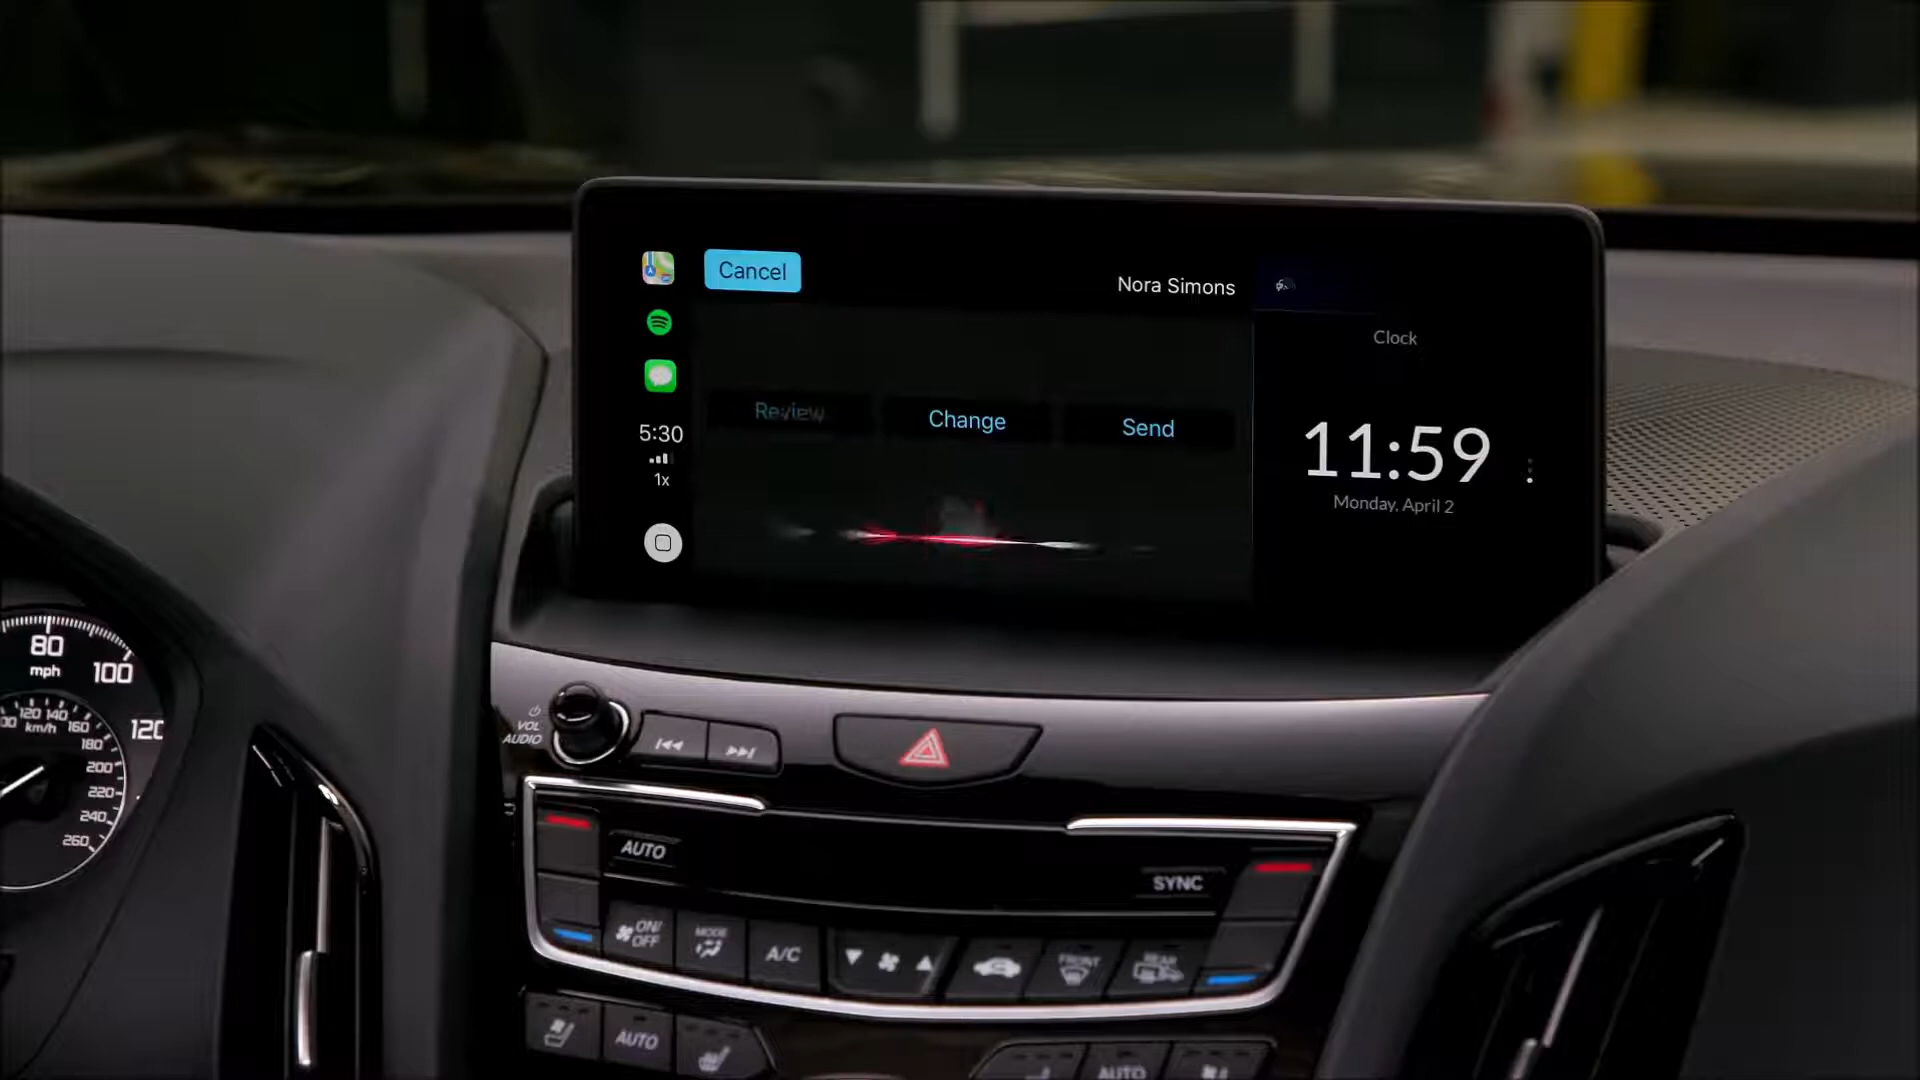 Cancel
Nora Simons
Clock
Review
Change
Send
5:30
1x
11:59
Monday, April 2
80
mph
100
120
120 140
km/h
160
180
200
220
240
260
VOL
AUDIO
AUTO
SYNC
ON/
OFF
MODE
A/C
FRONT
REAR
AUTO
AUTO